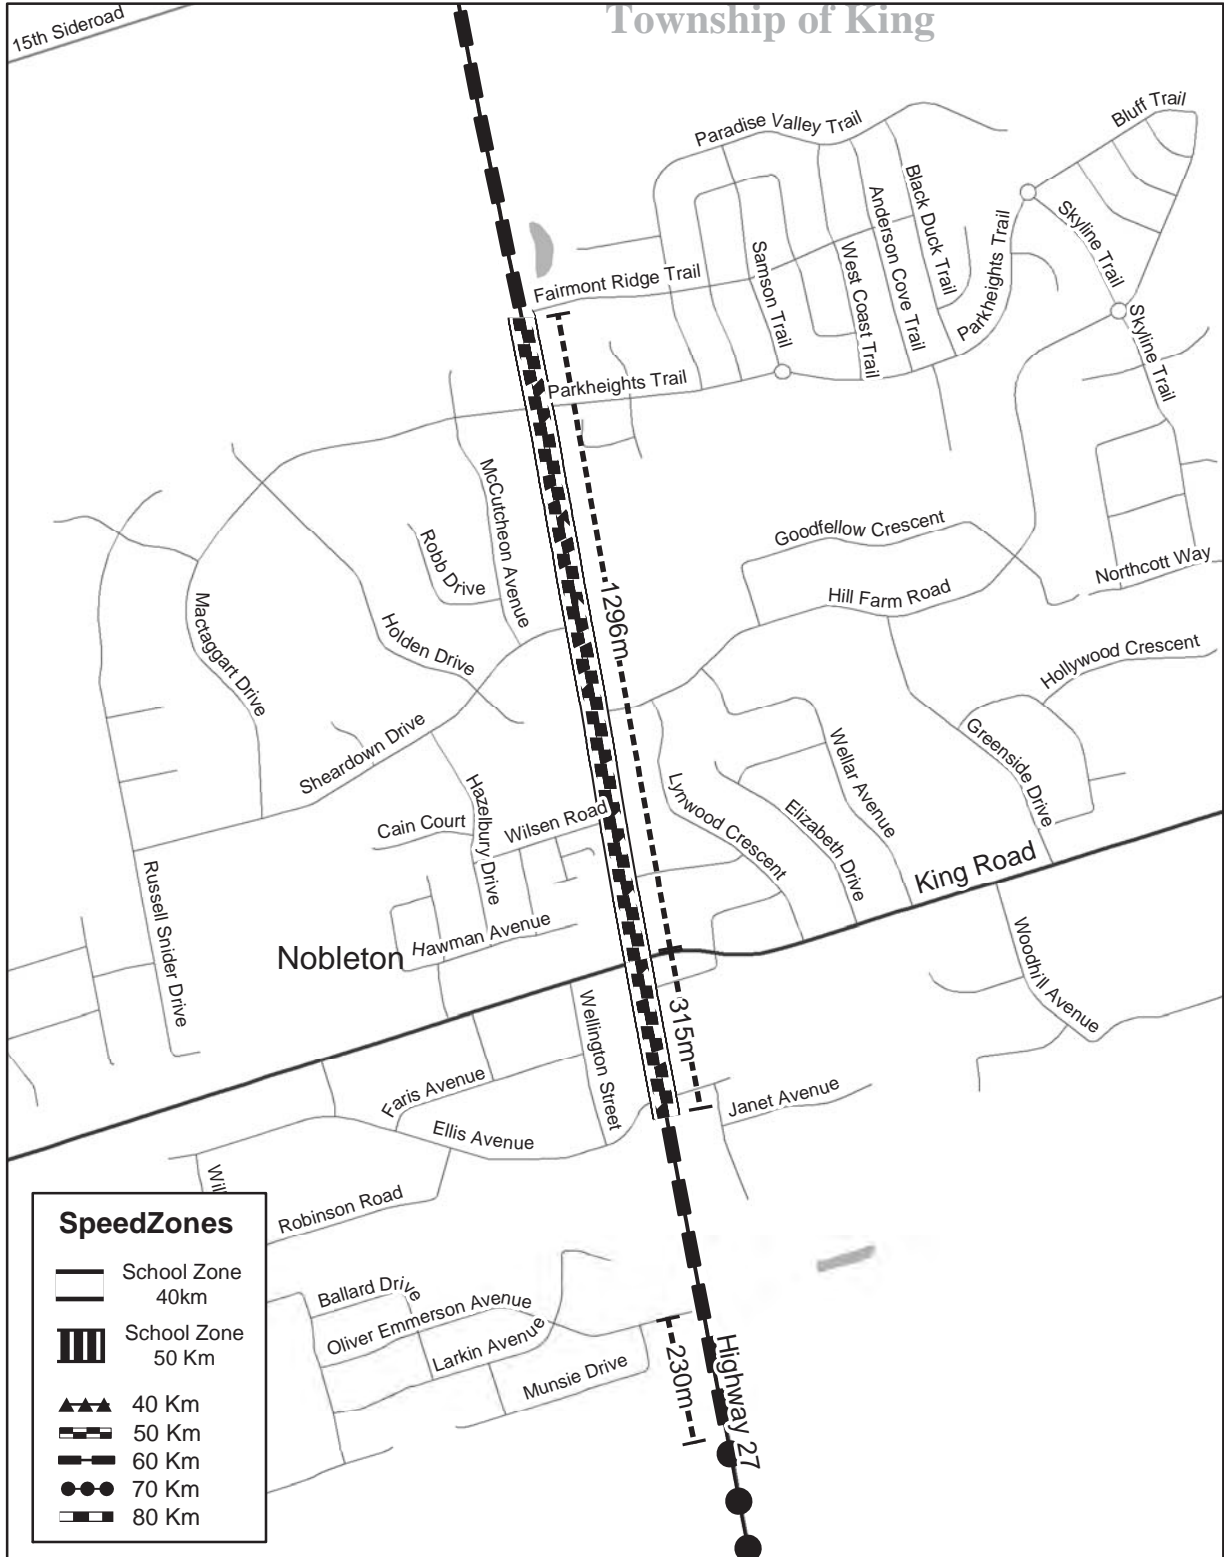 Township of King
15th Sideroad
Bluff Trail
Paradise Valley Trail
Black Duck Trail
Anderson Cove Trail
Skyline Trail
Parkheights Trail
West Coast Trail
Samson Trail
Fairmont Ridge Trail
Skyline Trail
Parkheights Trail
McCutcheon Avenue
Robb Drive
Goodfellow Crescent
Northcott Way
Hill Farm Road
1296m
Mactaggart Drive
Holden Drive
Hollywood Crescent
Sheardown Drive
Wellar Avenue
Greenside Drive
Hazelbury Drive
Lynwood Crescent
Elizabeth Drive
Cain Court
Wilsen Road
King Road
Russell Snider Drive
Hawman Avenue
Nobleton
Woodhill Avenue
Wellington Street
315m
Faris Avenue
Janet Avenue
Ellis Avenue
Wil
Robinson Road
Ballard Drive
Oliver Emmerson Avenue
Larkin Avenue
Munsie Drive
230m
Highway 27
SpeedZones
School Zone
40km
School Zone
50 Km
40 Km
50 Km
60 Km
70 Km
80 Km